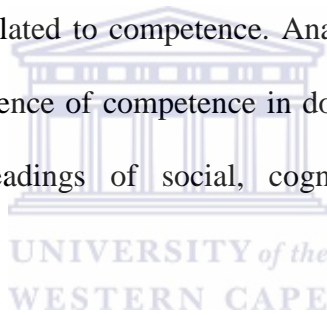 lated to competence. Ana
ence of competence in do
eadings of social, cogn
UNIVERSITY of the
WESTERN CAPE